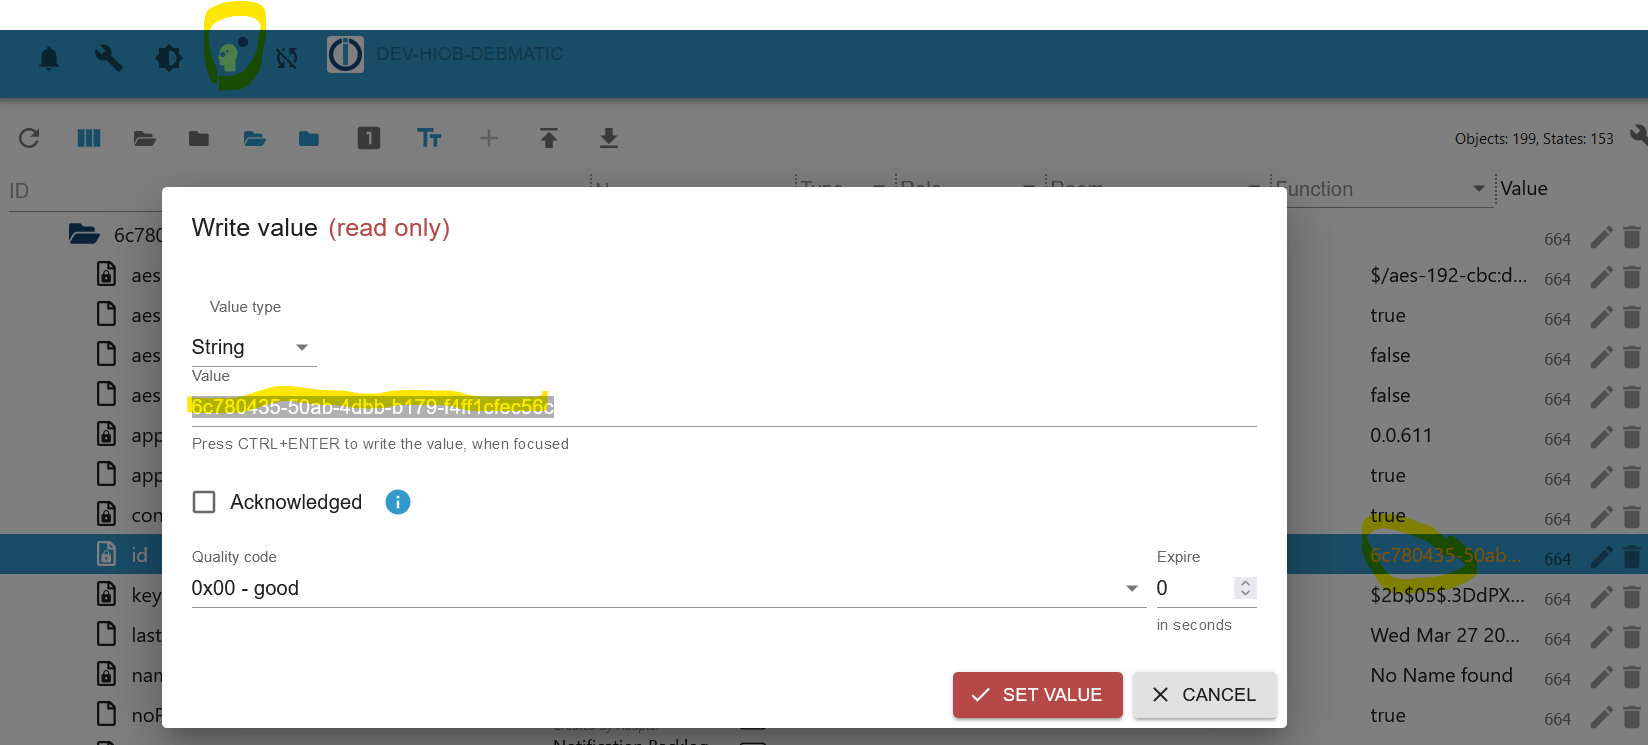 DEV-HIOB-DEBMATIC
1
Tт
Objects: 199, States: 153
ID
Function
Value
6c780
664
aes
$/aes-192-cbc:d...
664
aes
true
664
aes
false
664
aes
false
664
app
0.0.611
664
app
true
664
con
true
664
id
6c780435-50ab...
664
key
$2b$05$.3DdPX...
664
last
Wed Mar 27 20...
664
nan
No Name found
664
noP
true
664
Write value (read only)
Value type
String
Value
6c780435-50ab-4dbb-b179-f4ff1cfec56c
Press CTRL+ENTER to write the value, when focused
Acknowledged
i
Quality code
0x00 - good
Expire
0
in seconds
SET VALUE
CANCEL